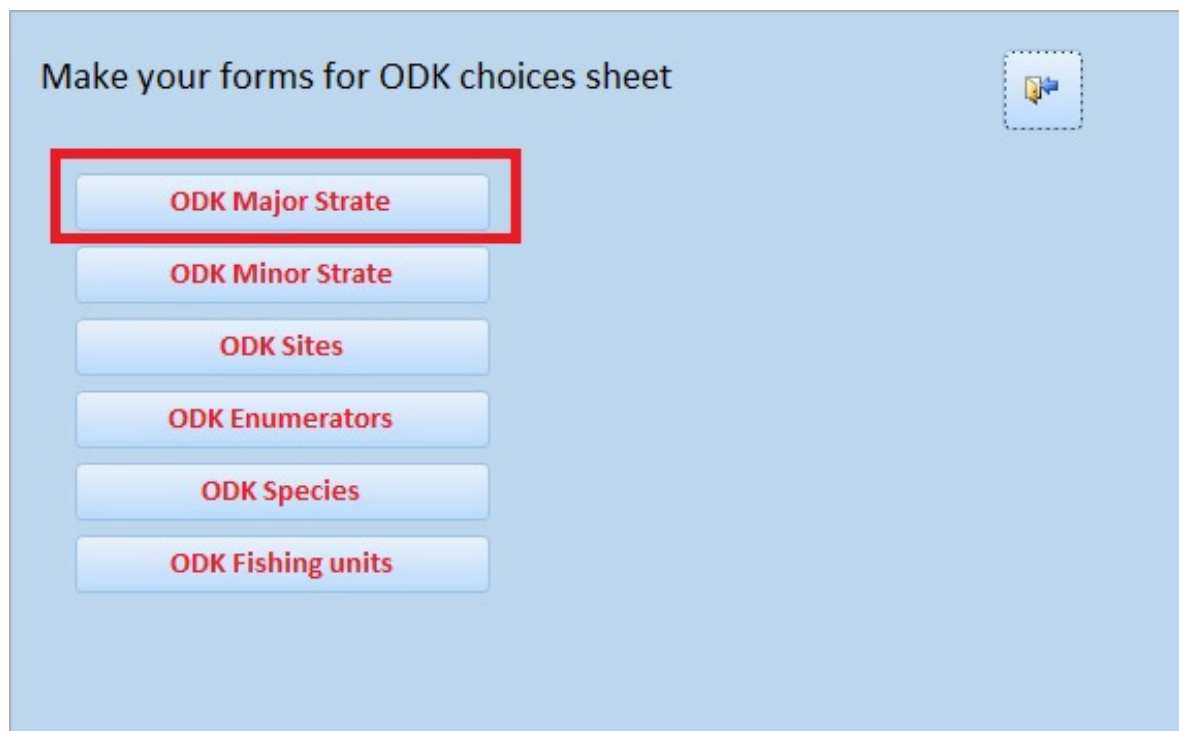 Make your forms for ODK choices sheet
ODK Major Strate
ODK Minor Strate
ODK Sites
ODK Enumerators
ODK Species
ODK Fishing units